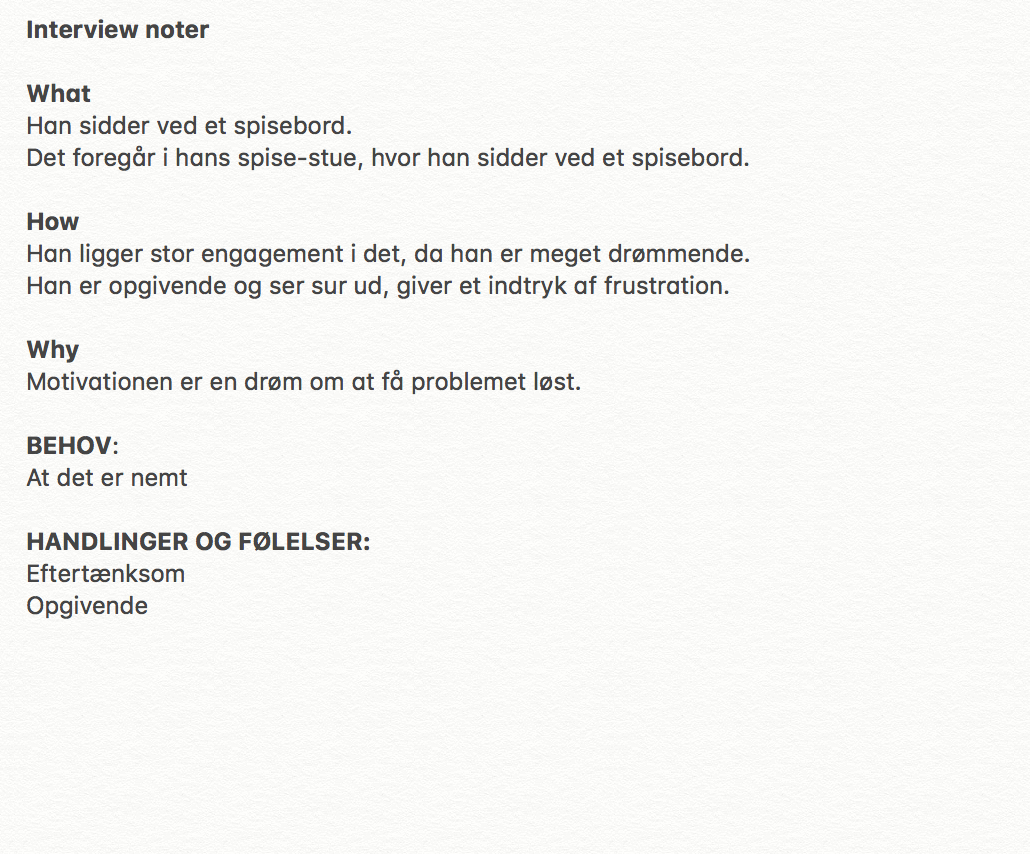 Interview noter
What
Han sidder ved et spisebord.
Det foregår i hans spise-stue, hvor han sidder ved et spisebord.
How
Han ligger stor engagement i det, da han er meget drømmende.
Han er opgivende og ser sur ud, giver et indtryk af frustration.
Why
Motivationen er en drøm om at få problemet løst.
BEHOV:
At det er nemt
HANDLINGER OG FØLELSER:
Eftertænksom
Opgivende